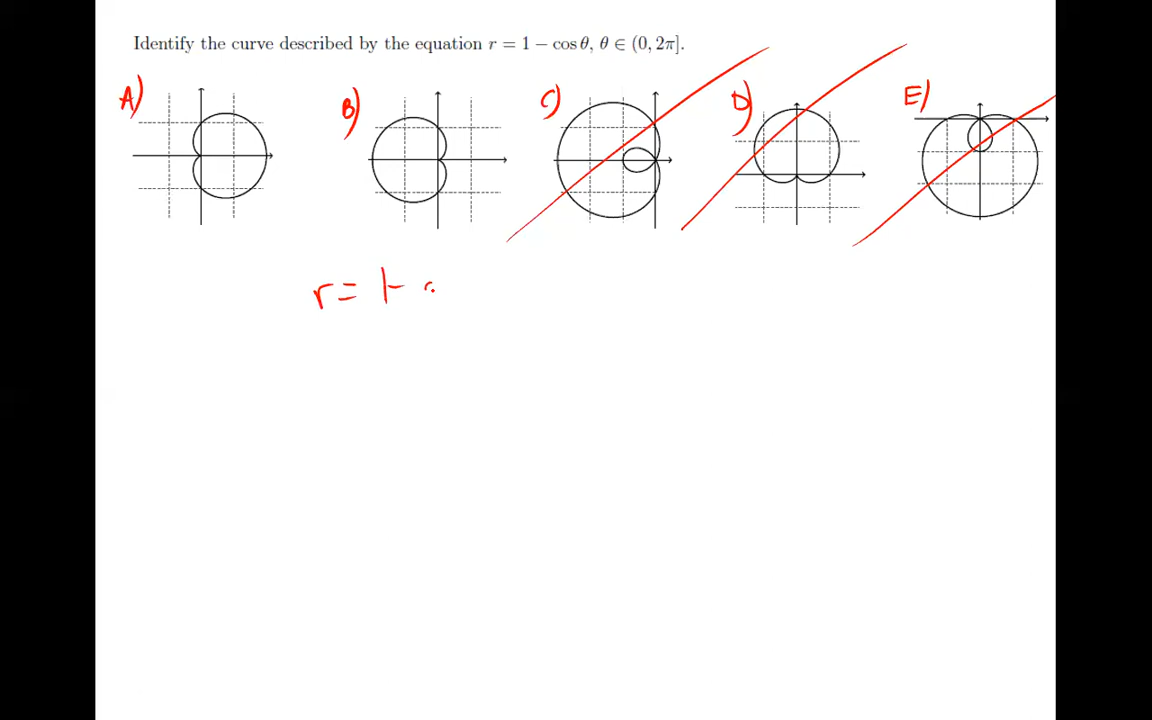 Identify the curve described by the equation r = 1 − cos θ, θ ∈ (0, 2π].
A) B) C) D) E)
r = 1 -